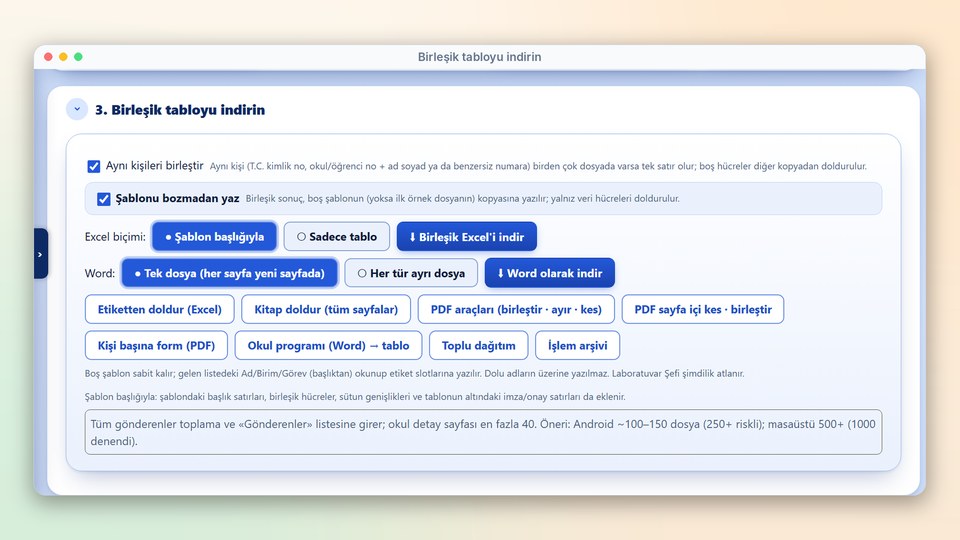 Birleşik tabloyu indirin
3. Birleşik tabloyu indirin
Aynı kişileri birleştir Aynı kişi (T.C. kimlik no, okul/öğrenci no + ad soyad ya da benzersiz numara) birden çok dosyada varsa tek satır olur; boş hücreler diğer kopyadan doldurulur.
Şablonu bozmadan yaz Birleşik sonuç, boş şablonun (yoksa ilk örnek dosyanın) kopyasına yazılır; yalnız veri hücreleri doldurulur.
Excel biçimi: ● Şablon başlığıyla ○ Sadece tablo ⬇ Birleşik Excel'i indir
Word: ● Tek dosya (her sayfa yeni sayfada) ○ Her tür ayrı dosya ⬇ Word olarak indir
Etiketten doldur (Excel) Kitap doldur (tüm sayfalar) PDF araçları (birleştir · ayır · kes) PDF sayfa içi kes · birleştir
Kişi başına form (PDF) Okul programı (Word) → tablo Toplu dağıtım İşlem arşivi
Boş şablon sabit kalır; gelen listedeki Ad/Birim/Görev (başlıktan) okunup etiket slotlarına yazılır. Dolu adların üzerine yazılmaz. Laboratuvar Şefi şimdilik atlanır.
Şablon başlığıyla: şablondaki başlık satırları, birleşik hücreler, sütun genişlikleri ve tablonun altındaki imza/onay satırları da eklenir.
Tüm gönderenler toplama ve «Gönderenler» listesine girer; okul detay sayfası en fazla 40. Öneri: Android ~100–150 dosya (250+ riskli); masaüstü 500+ (1000
denendi).